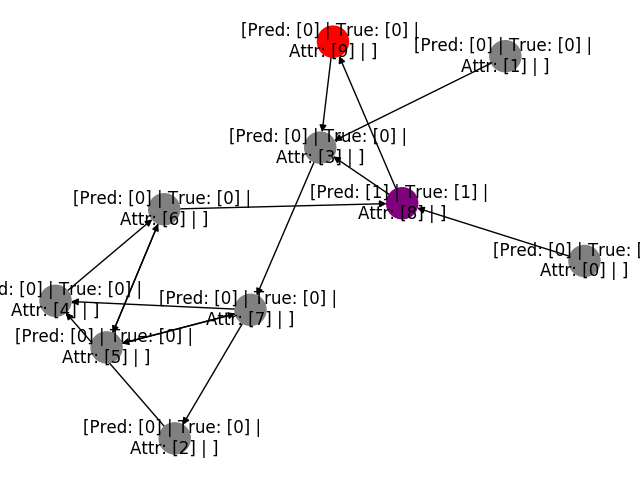 [Pred: [0] | True: [0] |
Attr: [9] | ]
[Pred: [0] | True: [0] |
Attr: [1] | ]
[Pred: [0] | True: [0] |
Attr: [3] | ]
[Pred: [1] | True: [1] |
Attr: [8] | ]
[Pred: [0] | True: [0] |
Attr: [6] | ]
[Pred: [0] | True: [
Attr: [0] | ]
d: [0] | True: [0] |
Attr: [4] | ]
[Pred: [0] | True: [0] |
Attr: [7] | ]
[Pred: [0] | True: [0] |
Attr: [5] | ]
[Pred: [0] | True: [0] |
Attr: [2] | ]